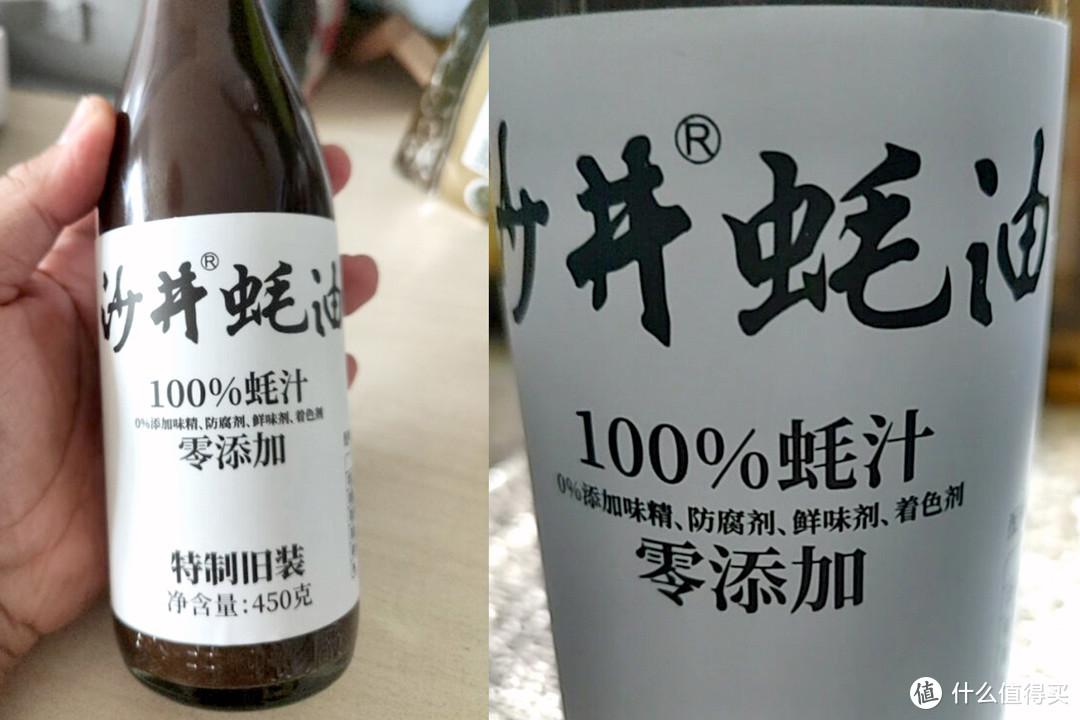 沙井®蚝油
100%蚝汁
0%添加味精、防腐剂、鲜味剂、着色剂
零添加
特制旧装
净含量:450克
沙井®蚝油
100%蚝汁
0%添加味精、防腐剂、鲜味剂、着色剂
零添加
值 什么值得买